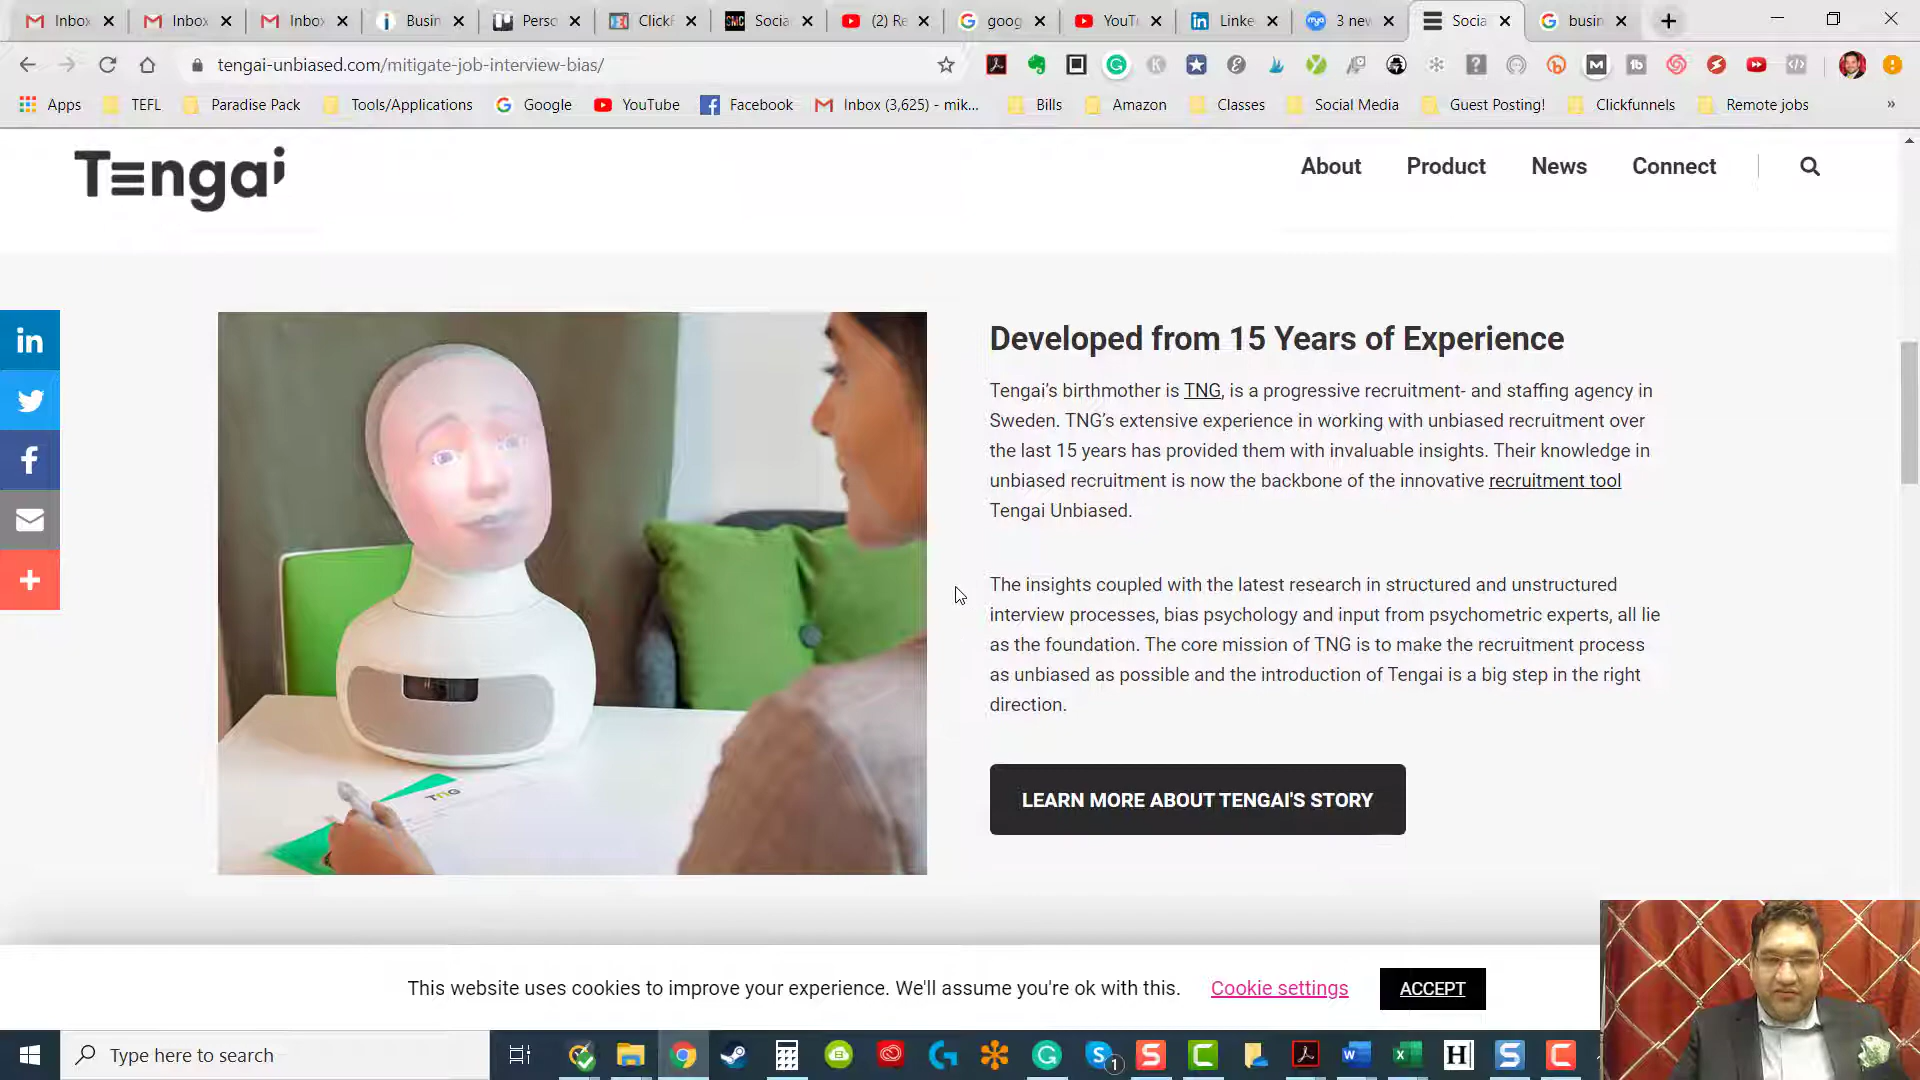 Inbox Inbox Inbox Busin Perso ClickF Socia (2) Re goog YouTu Linke 3 nev Socia busin
tengai-unbiased.com/mitigate-job-interview-bias/
Apps TEFL Paradise Pack Tools/Applications Google YouTube Facebook Inbox (3,625) - mik... Bills Amazon Classes Social Media Guest Posting! Clickfunnels Remote jobs »
Tengai
About Product News Connect
Developed from 15 Years of Experience
Tengai's birthmother is TNG, is a progressive recruitment- and staffing agency in
Sweden. TNG's extensive experience in working with unbiased recruitment over
the last 15 years has provided them with invaluable insights. Their knowledge in
unbiased recruitment is now the backbone of the innovative recruitment tool
Tengai Unbiased.
The insights coupled with the latest research in structured and unstructured
interview processes, bias psychology and input from psychometric experts, all lie
as the foundation. The core mission of TNG is to make the recruitment process
as unbiased as possible and the introduction of Tengai is a big step in the right
direction.
LEARN MORE ABOUT TENGAI'S STORY
TNG
This website uses cookies to improve your experience. We'll assume you're ok with this. Cookie settings ACCEPT
Type here to search